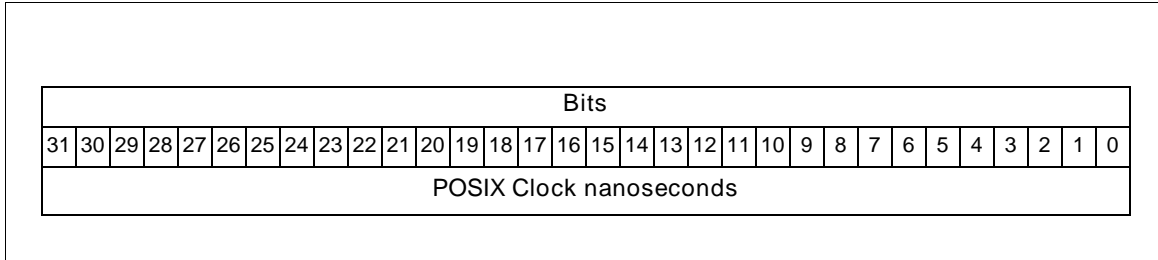 Bits
31 30 29 28 27 26 25 24 23 22 21 20 19 18 17 16 15 14 13 12 11 10 9 8 7 6 5 4 3 2 1 0
POSIX Clock nanoseconds